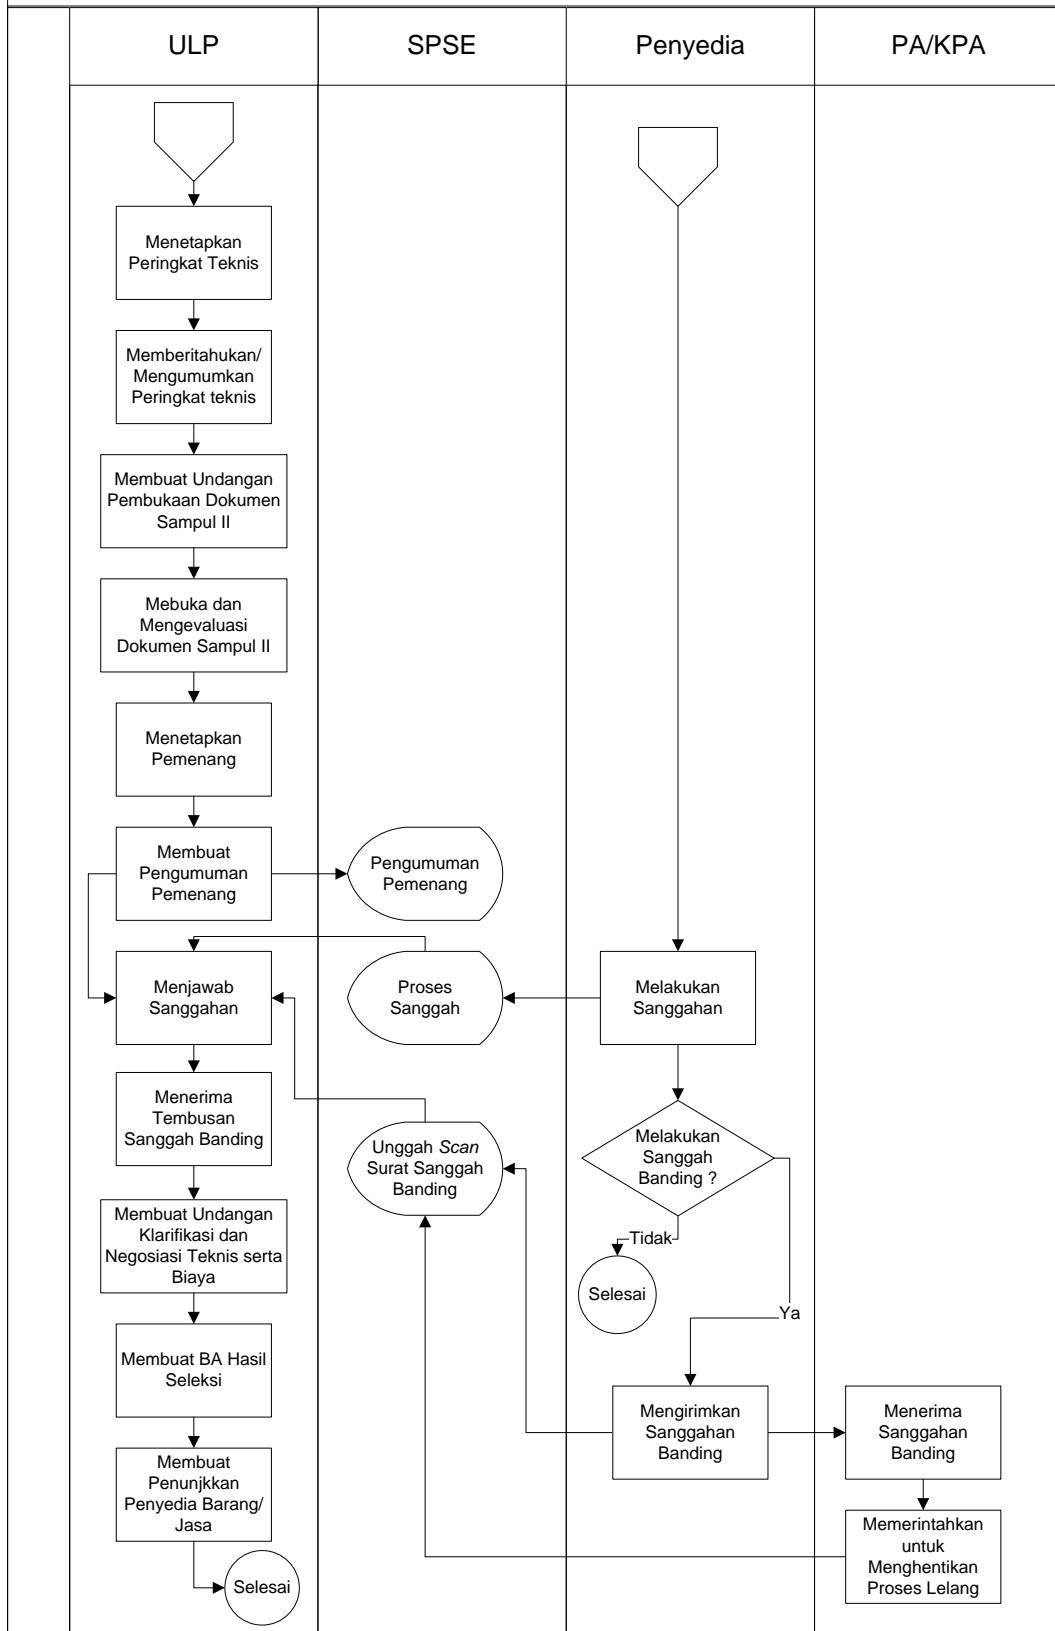 ULP
SPSE
Penyedia
PA/KPA
Menetapkan
Peringkat Teknis
Memberitahukan/
Mengumumkan
Peringkat teknis
Membuat Undangan
Pembukaan Dokumen
Sampul II
Mebuka dan
Mengevaluasi
Dokumen Sampul II
Menetapkan
Pemenang
Membuat
Pengumuman
Pemenang
Pengumuman
Pemenang
Menjawab
Sanggahan
Proses
Sanggah
Melakukan
Sanggahan
Menerima
Tembusan
Sanggah Banding
Unggah Scan
Surat Sanggah
Banding
Melakukan
Sanggah
Banding ?
Tidak
Selesai
Ya
Membuat Undangan
Klarifikasi dan
Negosiasi Teknis serta
Biaya
Membuat BA Hasil
Seleksi
Mengirimkan
Sanggahan
Banding
Menerima
Sanggahan
Banding
Membuat
Penunjkkan
Penyedia Barang/
Jasa
Memerintahkan
untuk
Menghentikan
Proses Lelang
Selesai